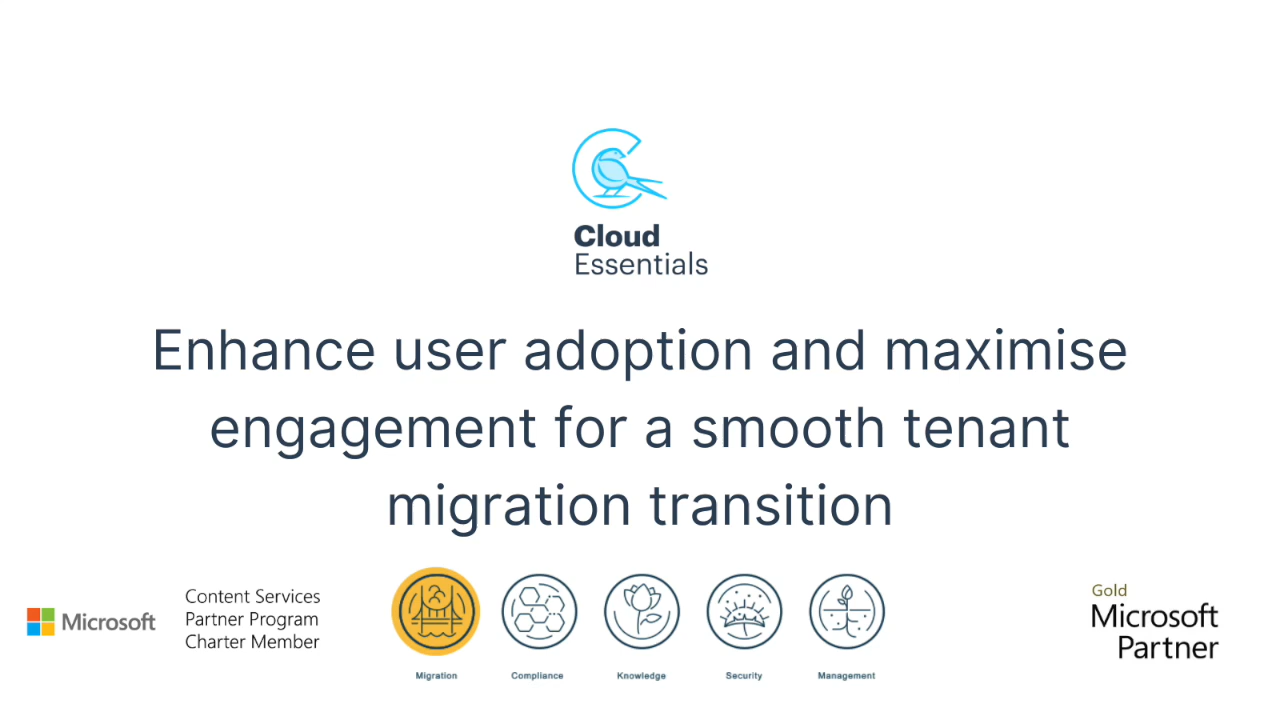 Cloud
Essentials
Enhance user adoption and maximise
engagement for a smooth tenant
migration transition
Microsoft
Content Services
Partner Program
Charter Member
Migration
Compliance
Knowledge
Security
Management
Gold
Microsoft
Partner